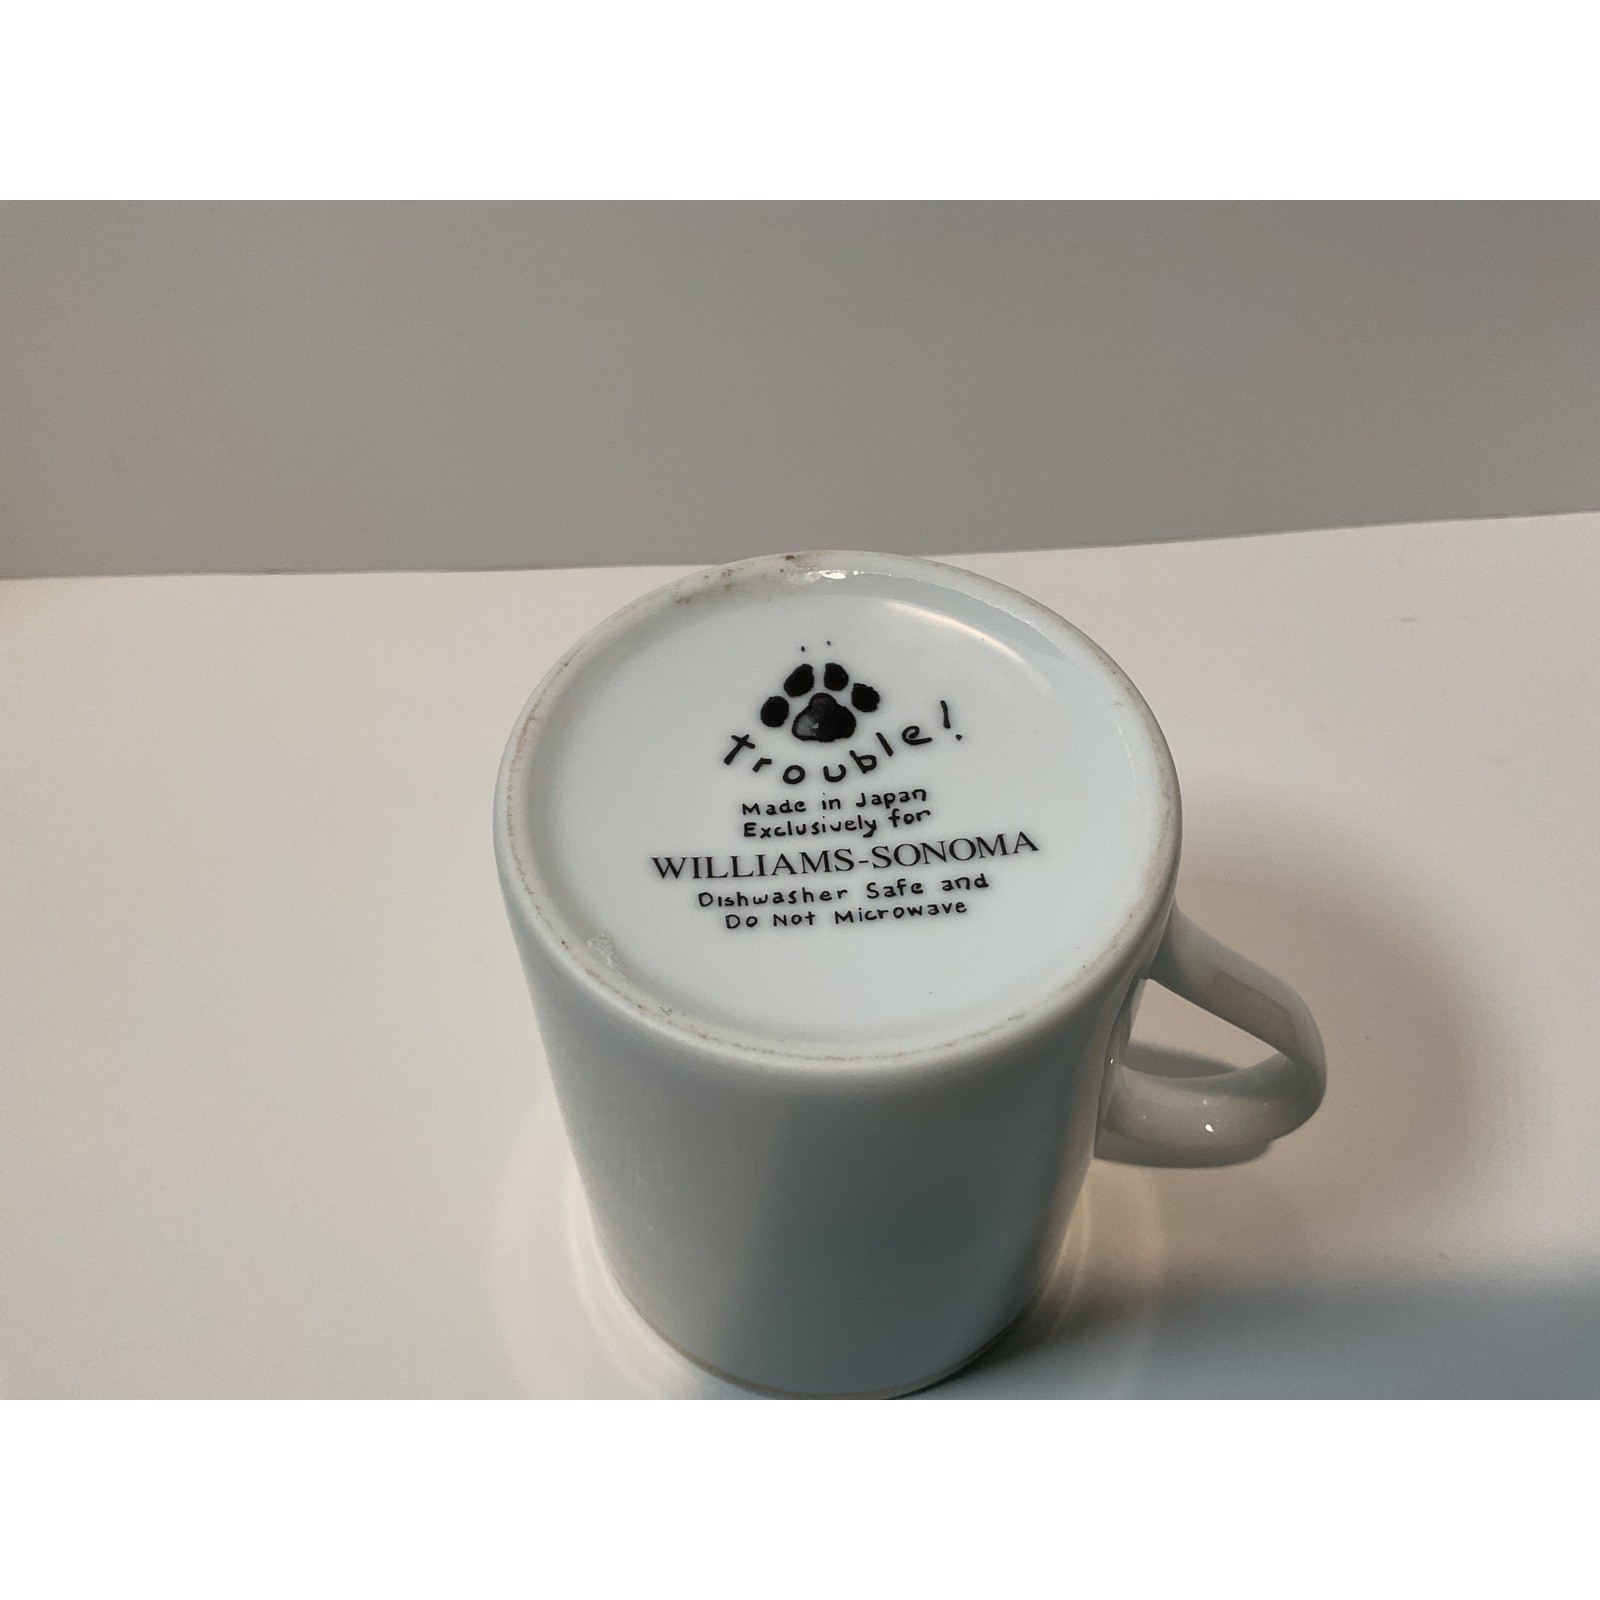 Trouble!
Made in Japan
Exclusively for
WILLIAMS-SONOMA
Dishwasher Safe and
Do Not Microwave